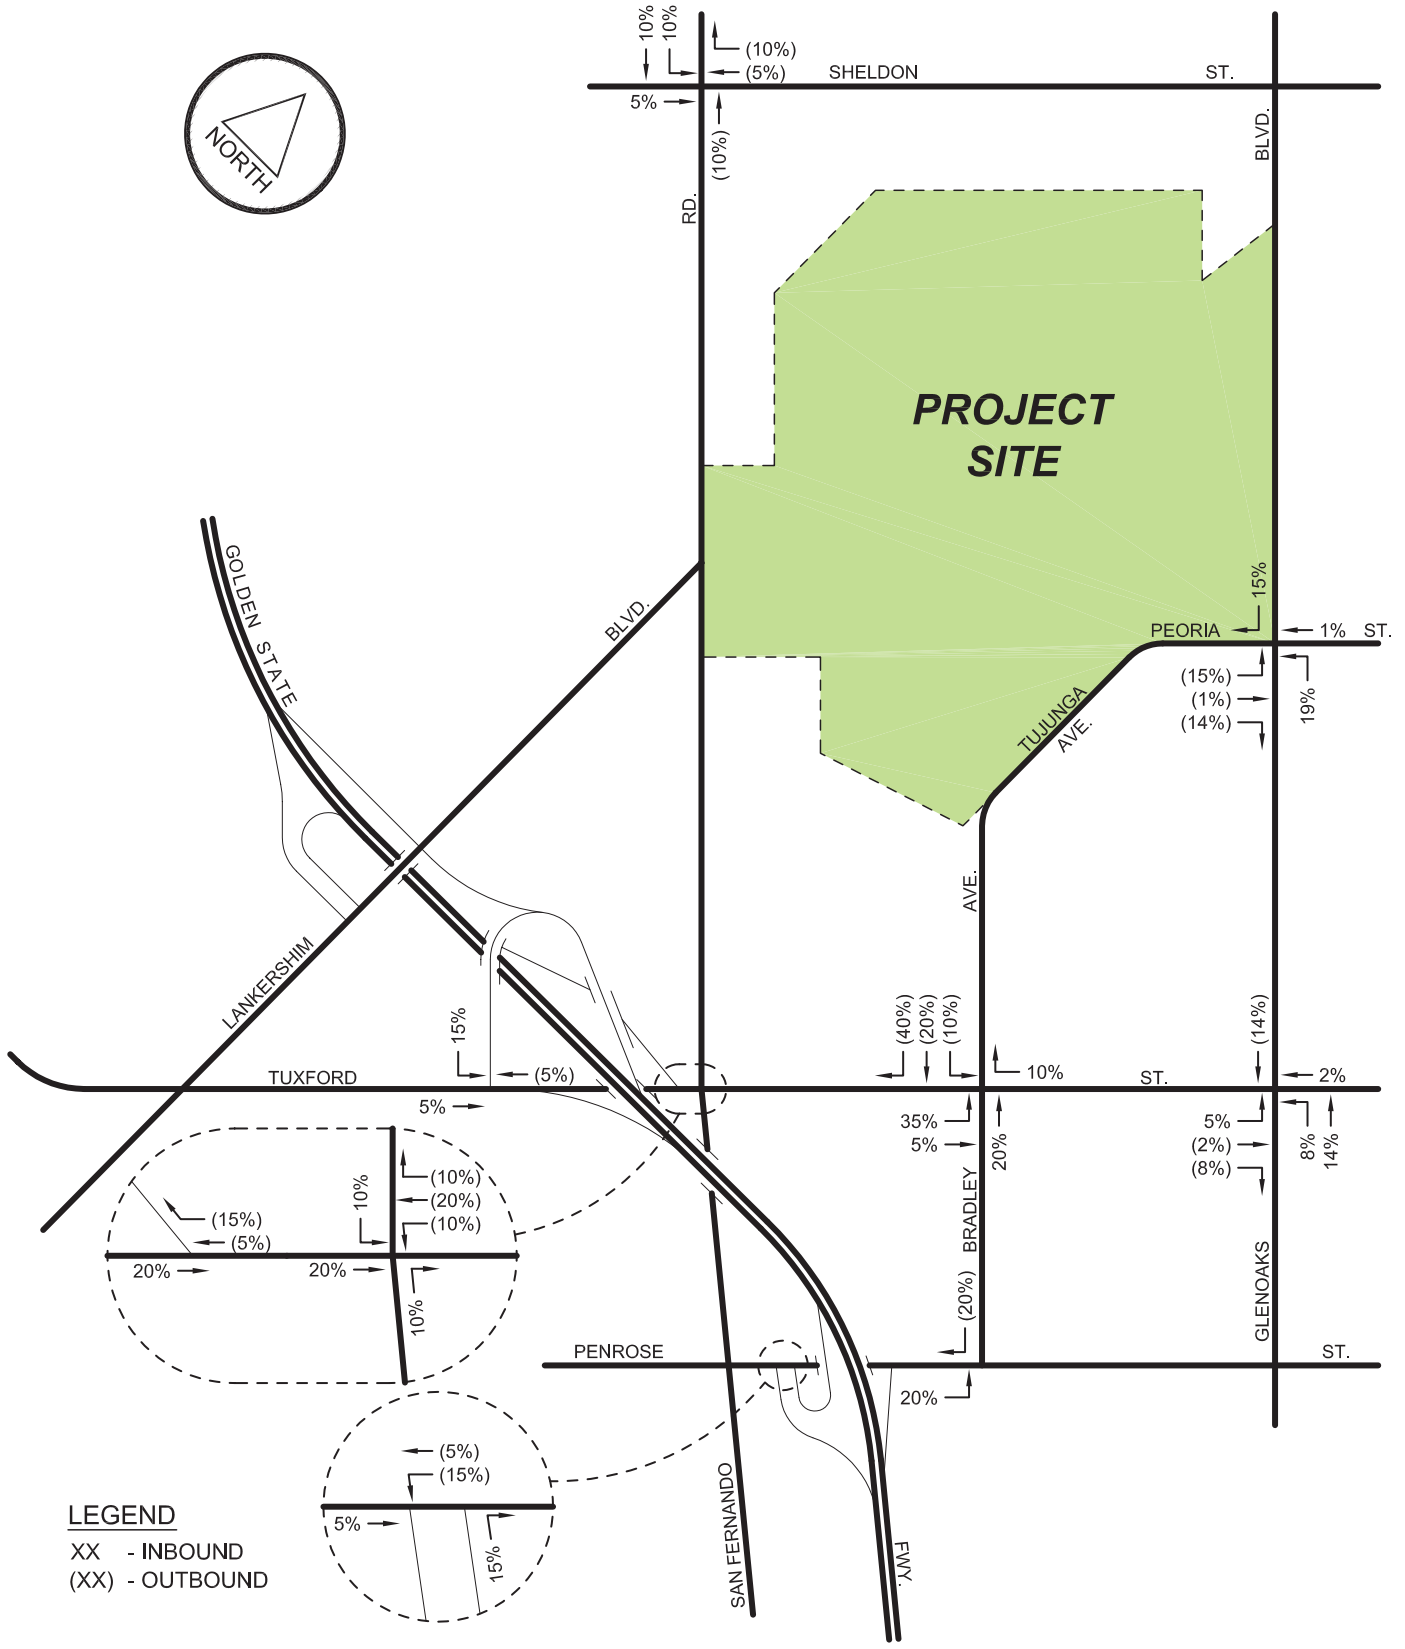 10%
10%
(10%)
(5%)
SHELDON
ST.
5%
(10%)
RD.
BLVD.
NORTH
PROJECT
SITE
GOLDEN STATE
BLVD.
15%
PEORIA
1%
ST.
(15%)
(1%)
(14%)
19%
TUJUNGA
AVE.
AVE.
LANKERSHIM
15%
(5%)
TUXFORD
5%
(40%)
(20%)
(10%)
10%
ST.
(14%)
2%
35%
5%
20%
5%
(2%)
(8%)
8%
14%
BRADLEY
GLENOAKS
10%
(10%)
(20%)
(10%)
(15%)
(5%)
20%
20%
10%
(20%)
PENROSE
ST.
20%
(5%)
(15%)
5%
15%
SAN FERNANDO
FWY.
LEGEND
XX - INBOUND
(XX) - OUTBOUND